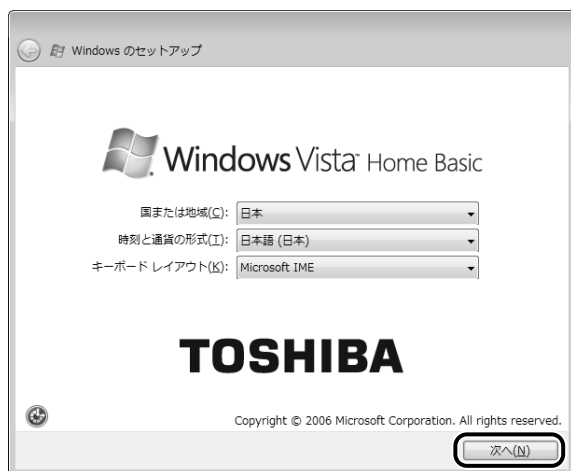 Windows のセットアップ
Windows Vista™ Home Basic
国または地域(C): 日本
時刻と通貨の形式(T): 日本語 (日本)
キーボード レイアウト(K): Microsoft IME
TOSHIBA
Copyright © 2006 Microsoft Corporation. All rights reserved.
次へ(N)